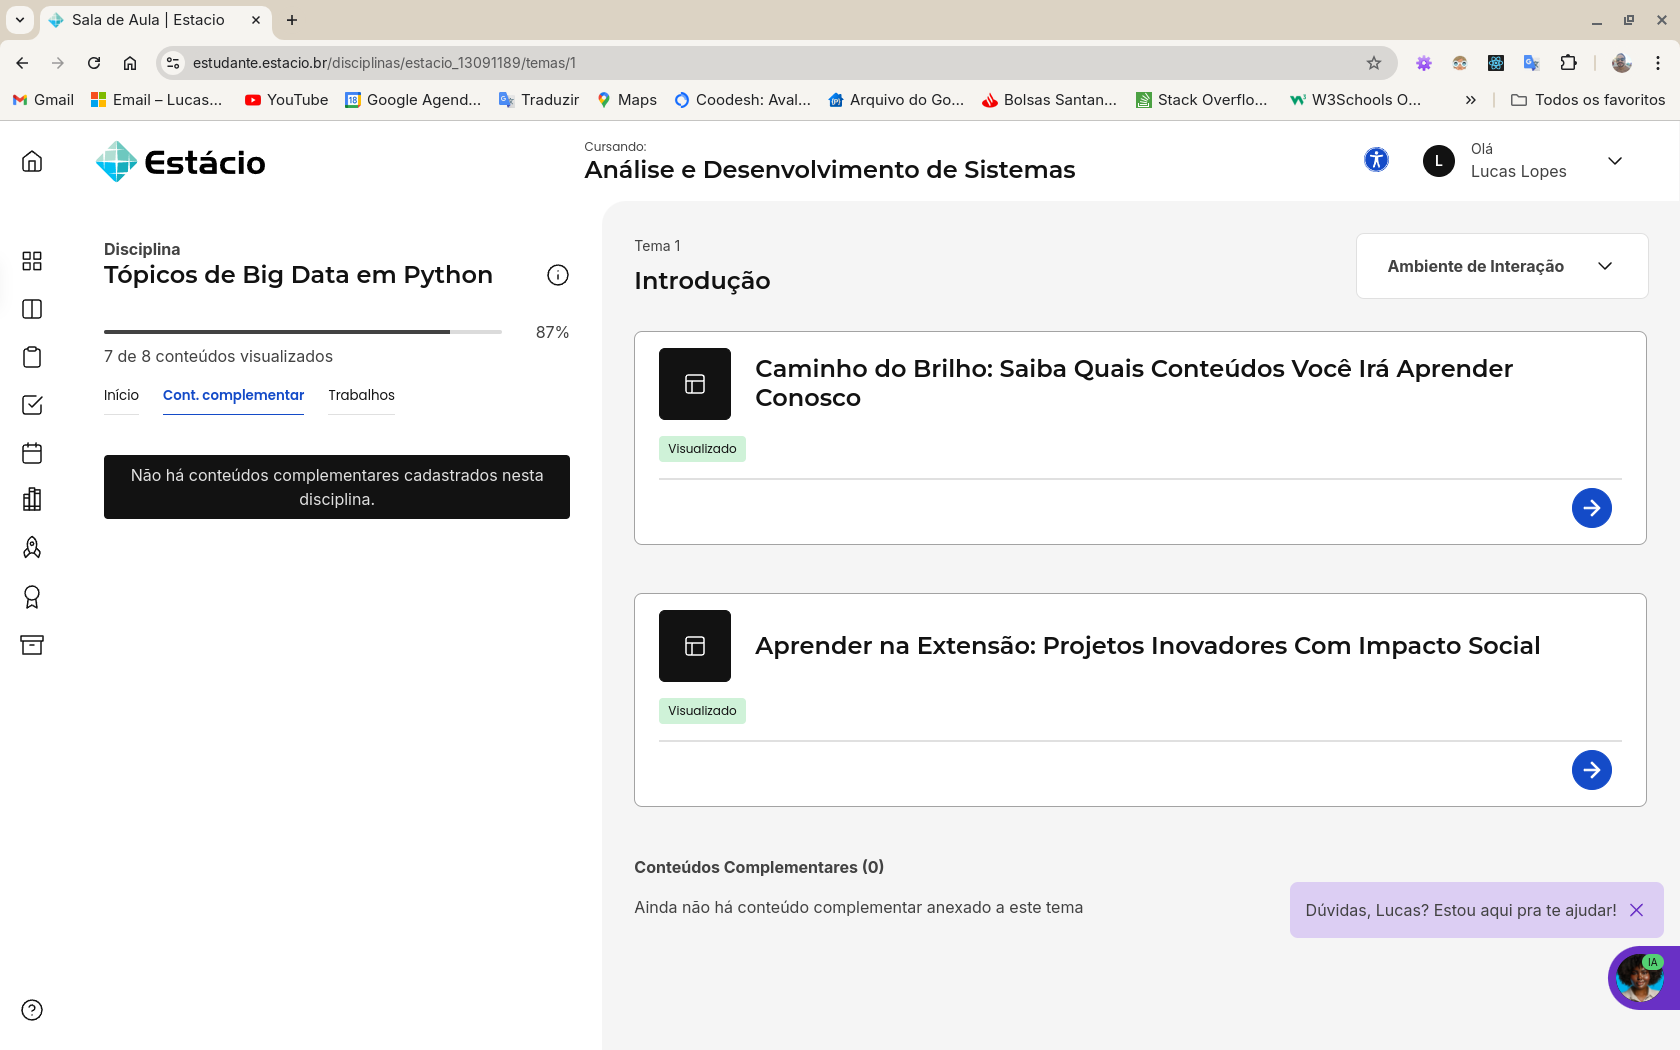 Sala de Aula | Estacio
estudante.estacio.br/disciplinas/estacio_13091189/temas/1
Gmail
Email – Lucas...
YouTube
18
Google Agend...
Traduzir
Maps
Coodesh: Aval...
Arquivo do Go...
Bolsas Santan...
Stack Overflo...
W3Schools O...
Todos os favoritos
Estácio
Cursando:
Análise e Desenvolvimento de Sistemas
L
Olá
Lucas Lopes
Disciplina
Tópicos de Big Data em Python
87%
7 de 8 conteúdos visualizados
Início
Cont. complementar
Trabalhos
Não há conteúdos complementares cadastrados nesta
disciplina.
Tema 1
Introdução
Ambiente de Interação
Caminho do Brilho: Saiba Quais Conteúdos Você Irá Aprender
Conosco
Visualizado
Aprender na Extensão: Projetos Inovadores Com Impacto Social
Visualizado
Conteúdos Complementares (0)
Ainda não há conteúdo complementar anexado a este tema
Dúvidas, Lucas? Estou aqui pra te ajudar!
IA